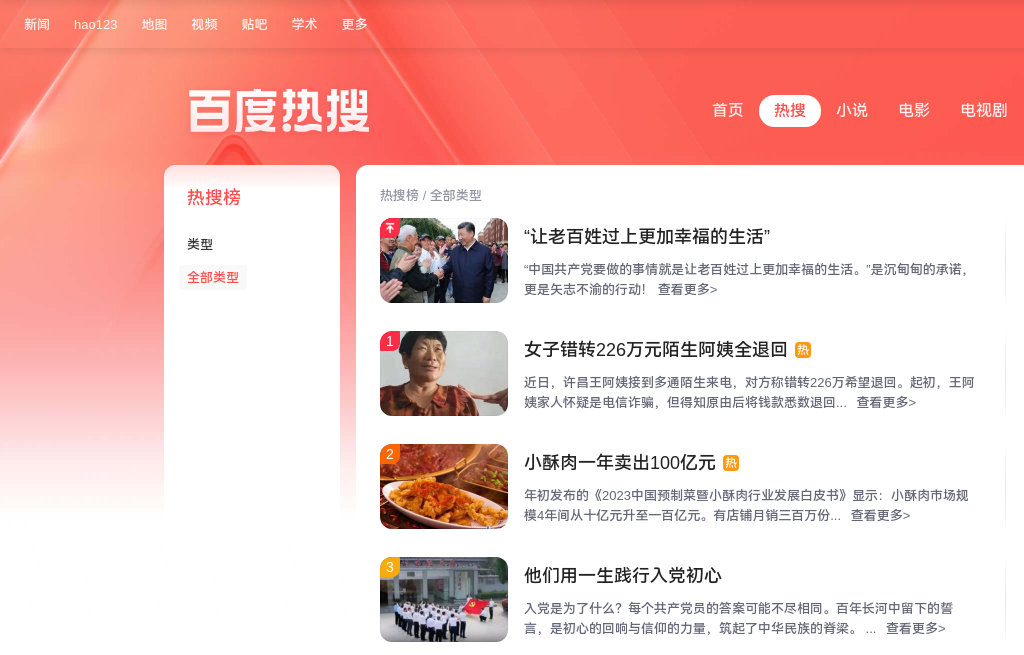 新闻 hao123 地图 视频 贴吧 学术 更多
百度热搜
首页 热搜 小说 电影 电视剧
热搜榜
类型
全部类型
热搜榜 / 全部类型
“让老百姓过上更加幸福的生活”
“中国共产党要做的事情就是让老百姓过上更加幸福的生活。”是沉甸甸的承诺，
更是矢志不渝的行动！ 查看更多>
1
女子错转226万元陌生阿姨全退回 热
近日，许昌王阿姨接到多通陌生来电，对方称错转226万希望退回。起初，王阿
姨家人怀疑是电信诈骗，但得知原由后将钱款悉数退回... 查看更多>
2
小酥肉一年卖出100亿元 热
年初发布的《2023中国预制菜暨小酥肉行业发展白皮书》显示：小酥肉市场规
模4年间从十亿元升至一百亿元。有店铺月销三百万份... 查看更多>
3
他们用一生践行入党初心
入党是为了什么？每个共产党员的答案可能不尽相同。百年长河中留下的誓
言，是初心的回响与信仰的力量，筑起了中华民族的脊梁。 ... 查看更多>